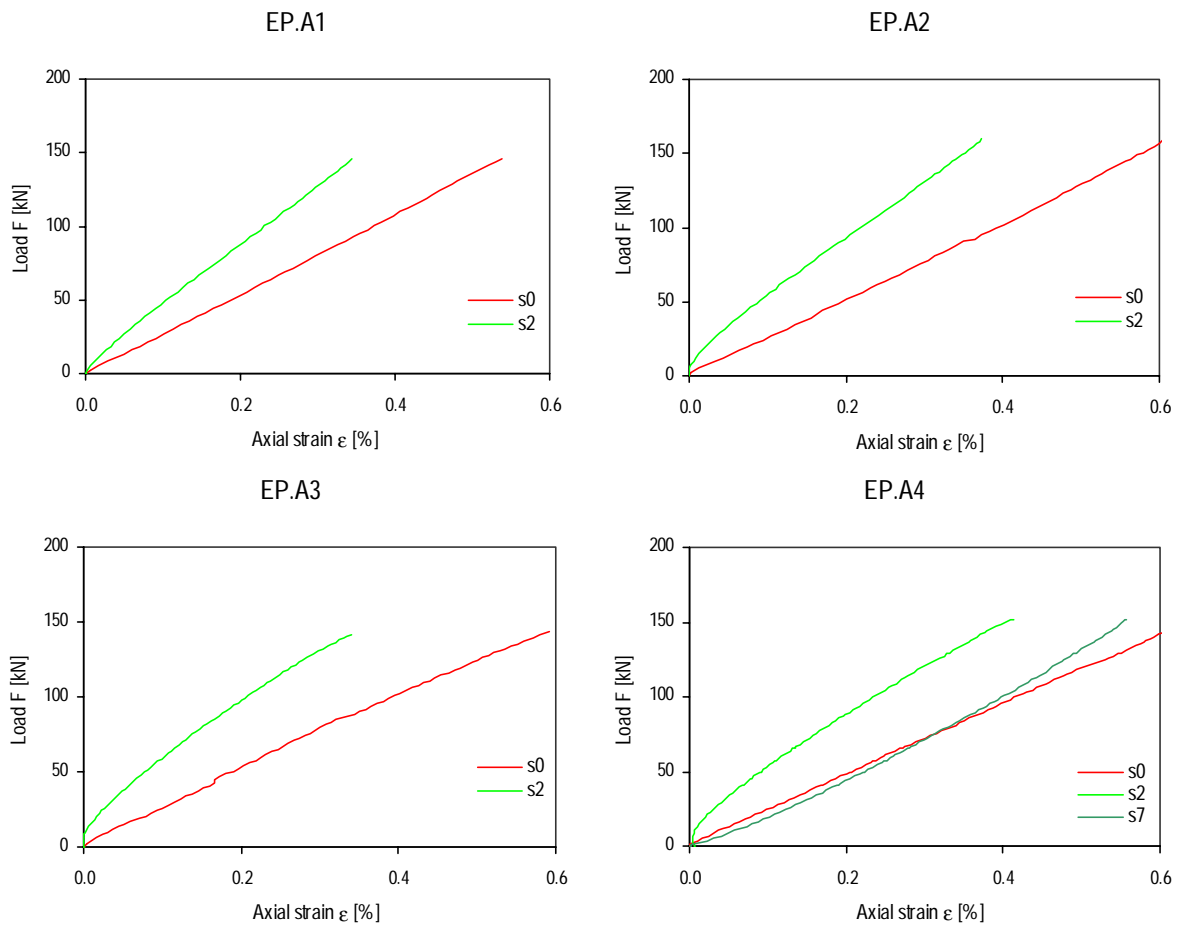 EP.A1
200
150
100
50
0
Load F [kN]
s0
s2
0.0 0.2 0.4 0.6
Axial strain ε [%]
EP.A2
200
150
100
50
0
Load F [kN]
s0
s2
0.0 0.2 0.4 0.6
Axial strain ε [%]
EP.A3
200
150
100
50
0
Load F [kN]
s0
s2
0.0 0.2 0.4 0.6
Axial strain ε [%]
EP.A4
200
150
100
50
0
Load F [kN]
s0
s2
s7
0.0 0.2 0.4 0.6
Axial strain ε [%]